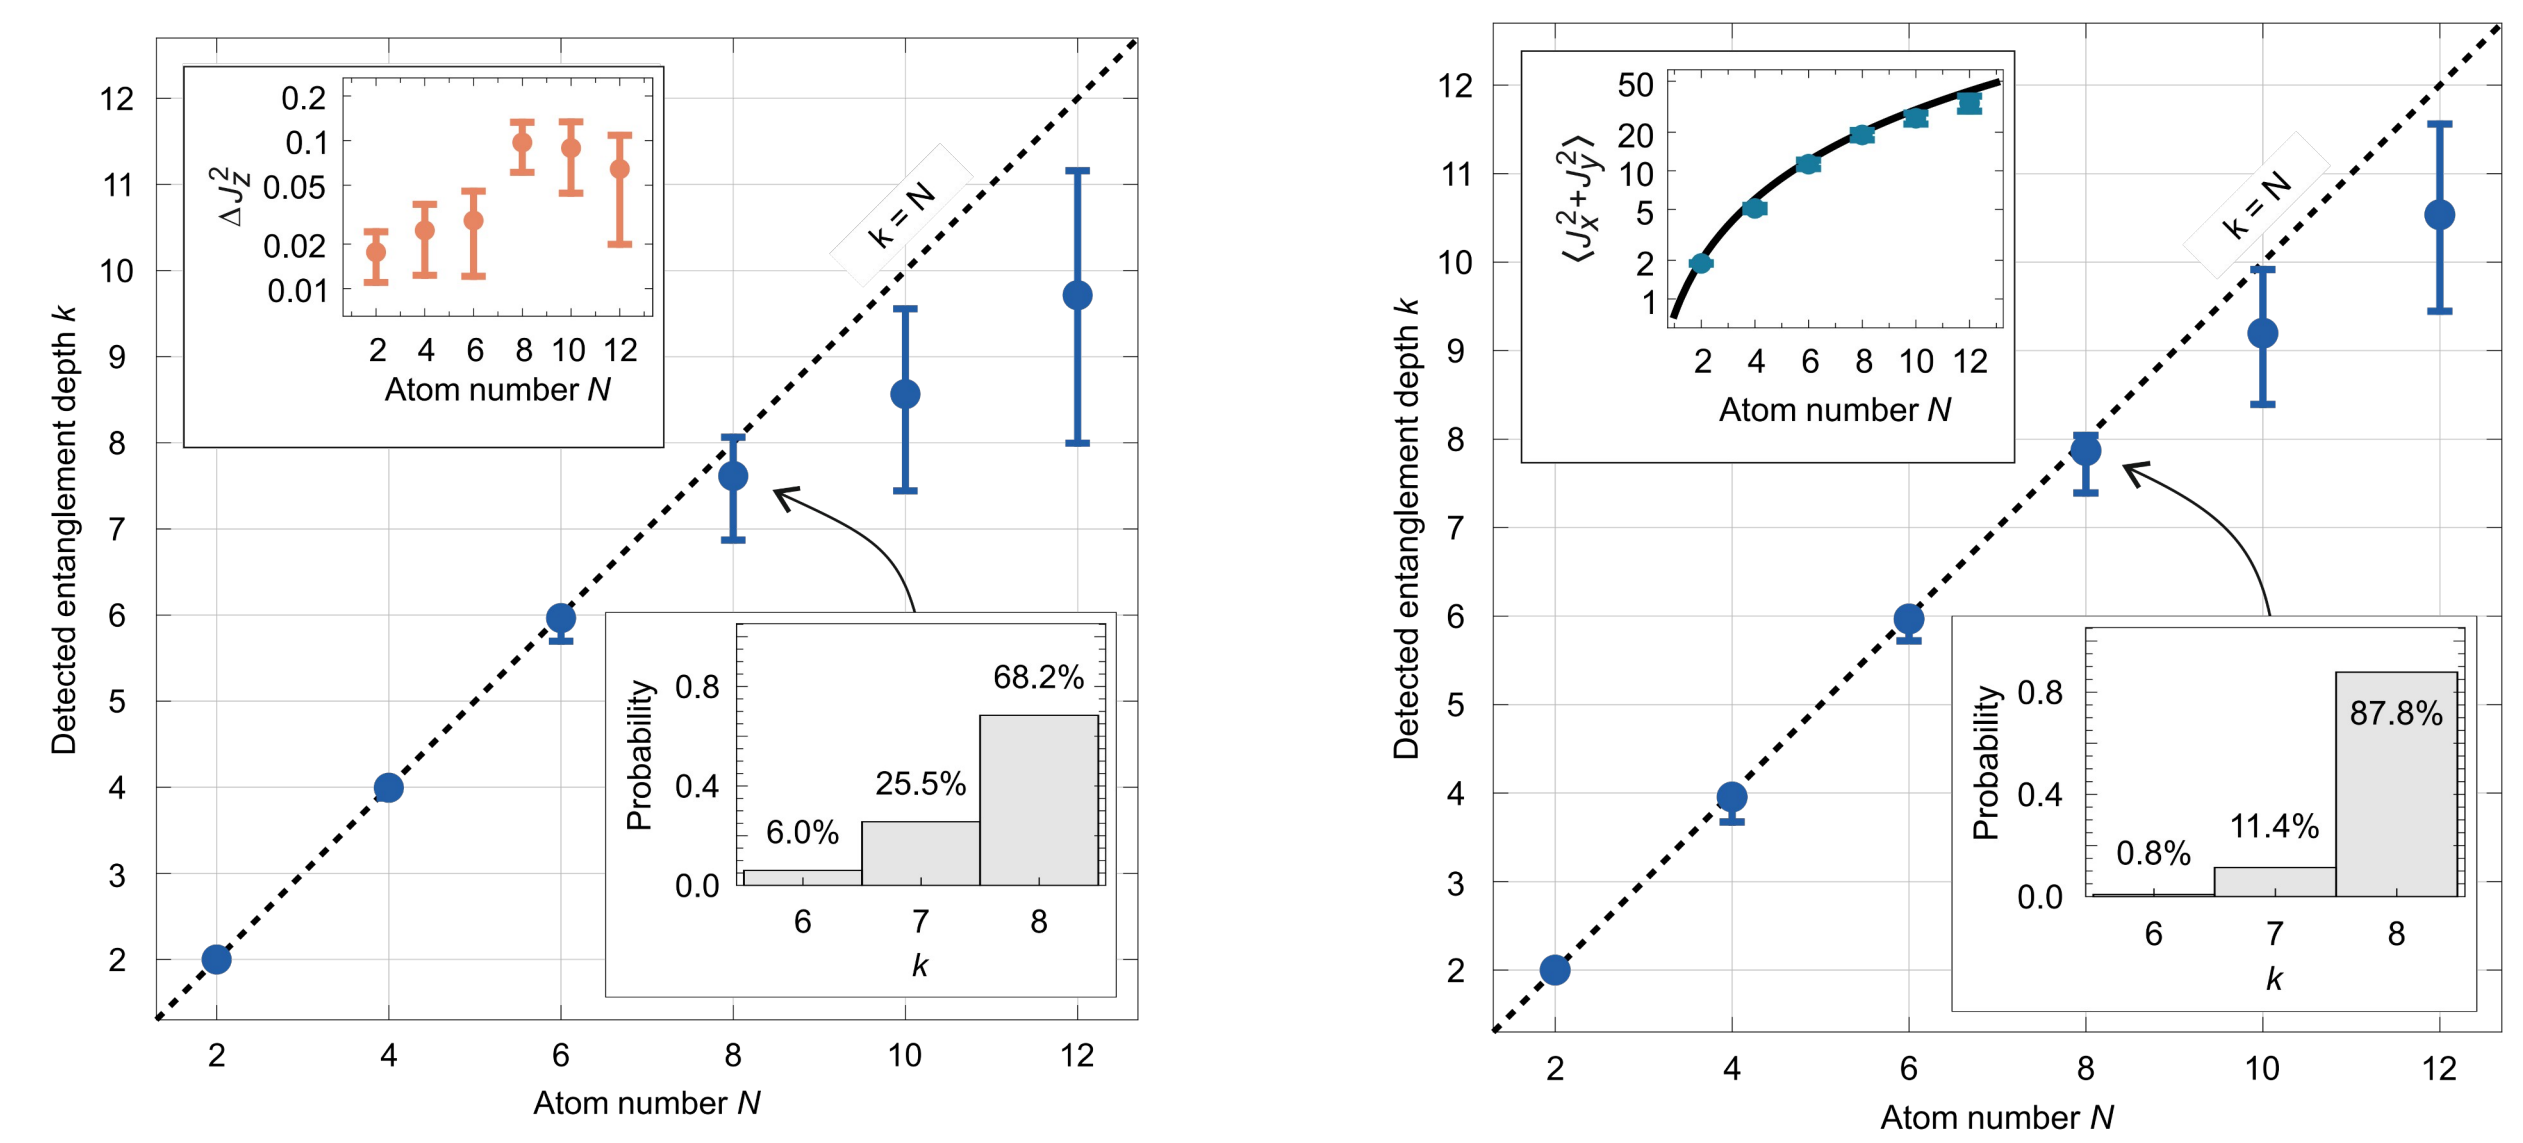 Detected entanglement depth k
12
11
10
9
8
7
6
5
4
3
2
2 4 6 8 10 12
Atom number N
k = N
ΔJ_z^2
0.2
0.1
0.05
0.02
0.01
2 4 6 8 10 12
Atom number N
Probability
0.8
0.4
0.0
6.0%
25.5%
68.2%
6 7 8
k
Detected entanglement depth k
12
11
10
9
8
7
6
5
4
3
2
2 4 6 8 10 12
Atom number N
k = N
⟨J_x^2+J_y^2⟩
50
20
10
5
2
1
2 4 6 8 10 12
Atom number N
Probability
0.8
0.4
0.0
0.8%
11.4%
87.8%
6 7 8
k